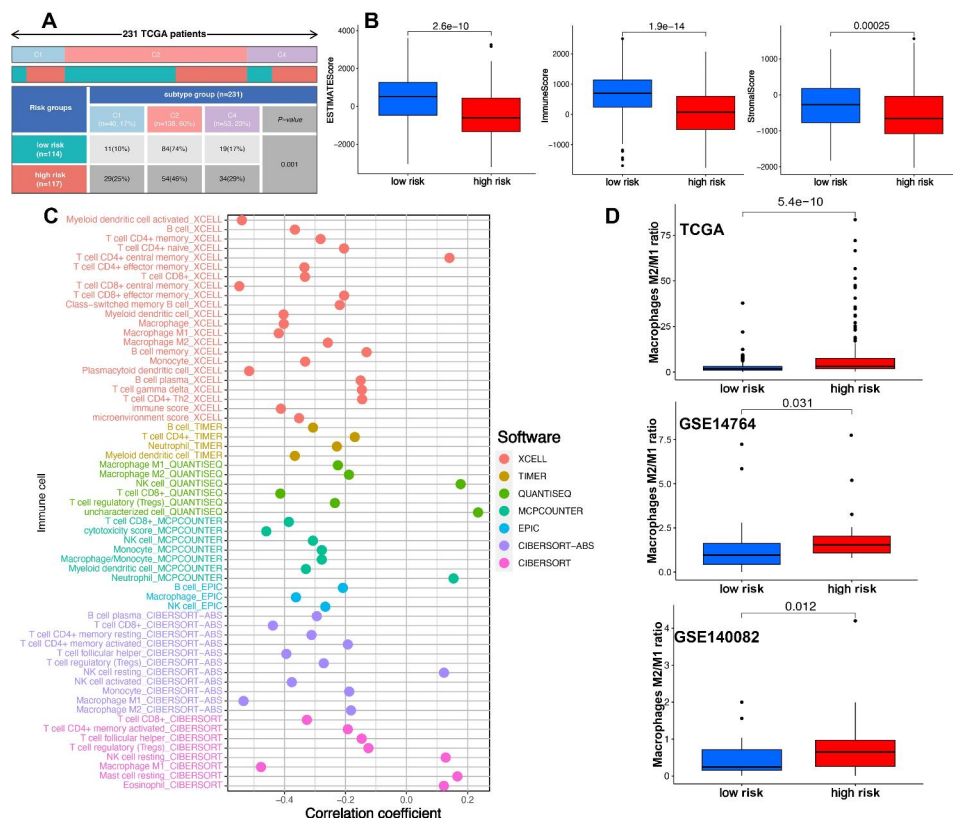 A
231 TCGA patients
C1
C2
C4
Risk groups
subtype group (n=231)
C1
(n=40, 17%)
C2
(n=138, 60%)
C4
(n=53, 23%)
P-value
low risk
(n=114)
11(10%)
84(74%)
19(17%)
0.001
high risk
(n=117)
29(25%)
54(46%)
34(29%)
B
2.6e-10
ESTIMATEScore
4000
2000
0
-2000
low risk
high risk
1.9e-14
ImmuneScore
2000
1000
0
-1000
low risk
high risk
0.00025
StromalScore
1000
0
-1000
-2000
low risk
high risk
C
Immune cell
Myeloid dendritic cell activated_XCELL
B cell_XCELL
T cell CD4+ memory_XCELL
T cell CD4+ naive_XCELL
T cell CD4+ central memory_XCELL
T cell CD4+ effector memory_XCELL
T cell CD8+_XCELL
T cell CD8+ central memory_XCELL
T cell CD8+ effector memory_XCELL
Class-switched memory B cell_XCELL
Myeloid dendritic cell_XCELL
Macrophage_XCELL
Macrophage M1_XCELL
Macrophage M2_XCELL
B cell memory_XCELL
Monocyte_XCELL
Plasmacytoid dendritic cell_XCELL
B cell plasma_XCELL
T cell gamma delta_XCELL
T cell CD4+ Th2_XCELL
immune score_XCELL
microenvironment score_XCELL
B cell_TIMER
T cell CD4+_TIMER
Neutrophil_TIMER
Myeloid dendritic cell_TIMER
Macrophage M1_QUANTISEQ
Macrophage M2_QUANTISEQ
NK cell_QUANTISEQ
T cell CD8+_QUANTISEQ
T cell regulatory (Tregs)_QUANTISEQ
uncharacterized cell_QUANTISEQ
T cell CD8+_MCPCOUNTER
cytotoxicity score_MCPCOUNTER
NK cell_MCPCOUNTER
Monocyte_MCPCOUNTER
Macrophage/Monocyte_MCPCOUNTER
Myeloid dendritic cell_MCPCOUNTER
Neutrophil_MCPCOUNTER
B cell_EPIC
Macrophage_EPIC
NK cell_EPIC
B cell plasma_CIBERSORT-ABS
T cell CD8+_CIBERSORT-ABS
T cell CD4+ memory resting_CIBERSORT-ABS
T cell CD4+ memory activated_CIBERSORT-ABS
T cell follicular helper_CIBERSORT-ABS
T cell regulatory (Tregs)_CIBERSORT-ABS
NK cell resting_CIBERSORT-ABS
NK cell activated_CIBERSORT-ABS
Monocyte_CIBERSORT-ABS
Macrophage M1_CIBERSORT-ABS
Macrophage M2_CIBERSORT-ABS
T cell CD8+_CIBERSORT
T cell CD4+ memory activated_CIBERSORT
T cell follicular helper_CIBERSORT
T cell regulatory (Tregs)_CIBERSORT
NK cell resting_CIBERSORT
Macrophage M1_CIBERSORT
Mast cell resting_CIBERSORT
Eosinophil_CIBERSORT
-0.4
-0.2
0.0
0.2
Correlation coefficient
Software
XCELL
TIMER
QUANTISEQ
MCPCOUNTER
EPIC
CIBERSORT-ABS
CIBERSORT
D
5.4e-10
TCGA
Macrophages M2/M1 ratio
75
50
25
0
low risk
high risk
0.031
GSE14764
Macrophages M2/M1 ratio
7.5
5.0
2.5
0.0
low risk
high risk
0.012
GSE140082
Macrophages M2/M1 ratio
4
2
1
0
low risk
high risk